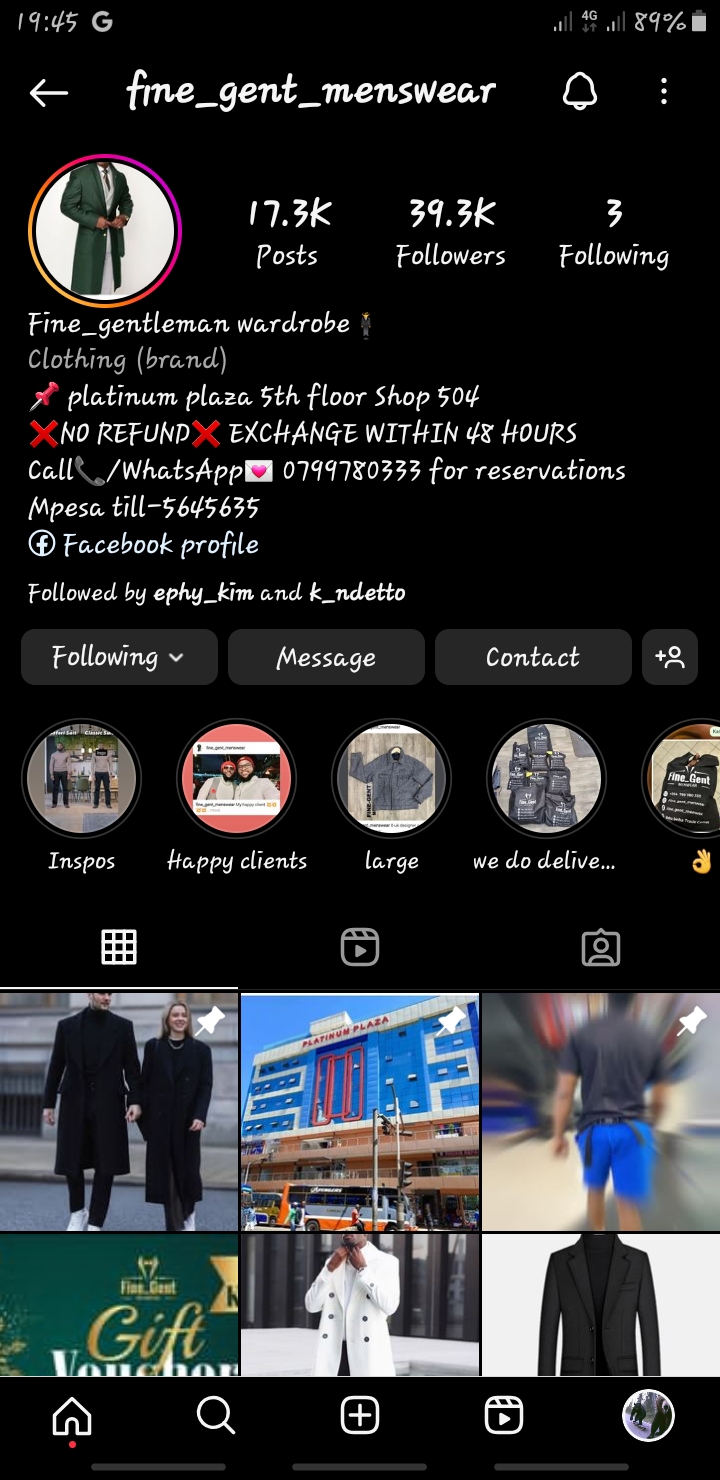 19:45 G 4G 89%
fine_gent_menswear
17.3K 39.3K 3
Posts Followers Following
Fine_gentleman wardrobe
Clothing (brand)
platinum plaza 5th floor Shop 504
NO REFUND EXCHANGE WITHIN 48 HOURS
Call /WhatsApp 0799780333 for reservations
Mpesa till-5645635
Facebook profile
Followed by ephy_kim and k_ndetto
Following Message Contact
fine_gent_menswear
Fine_Gent
Inspos Happy clients large we do delive...
PLATINUM PLAZA
Fine_Gent
Gift
Voucher